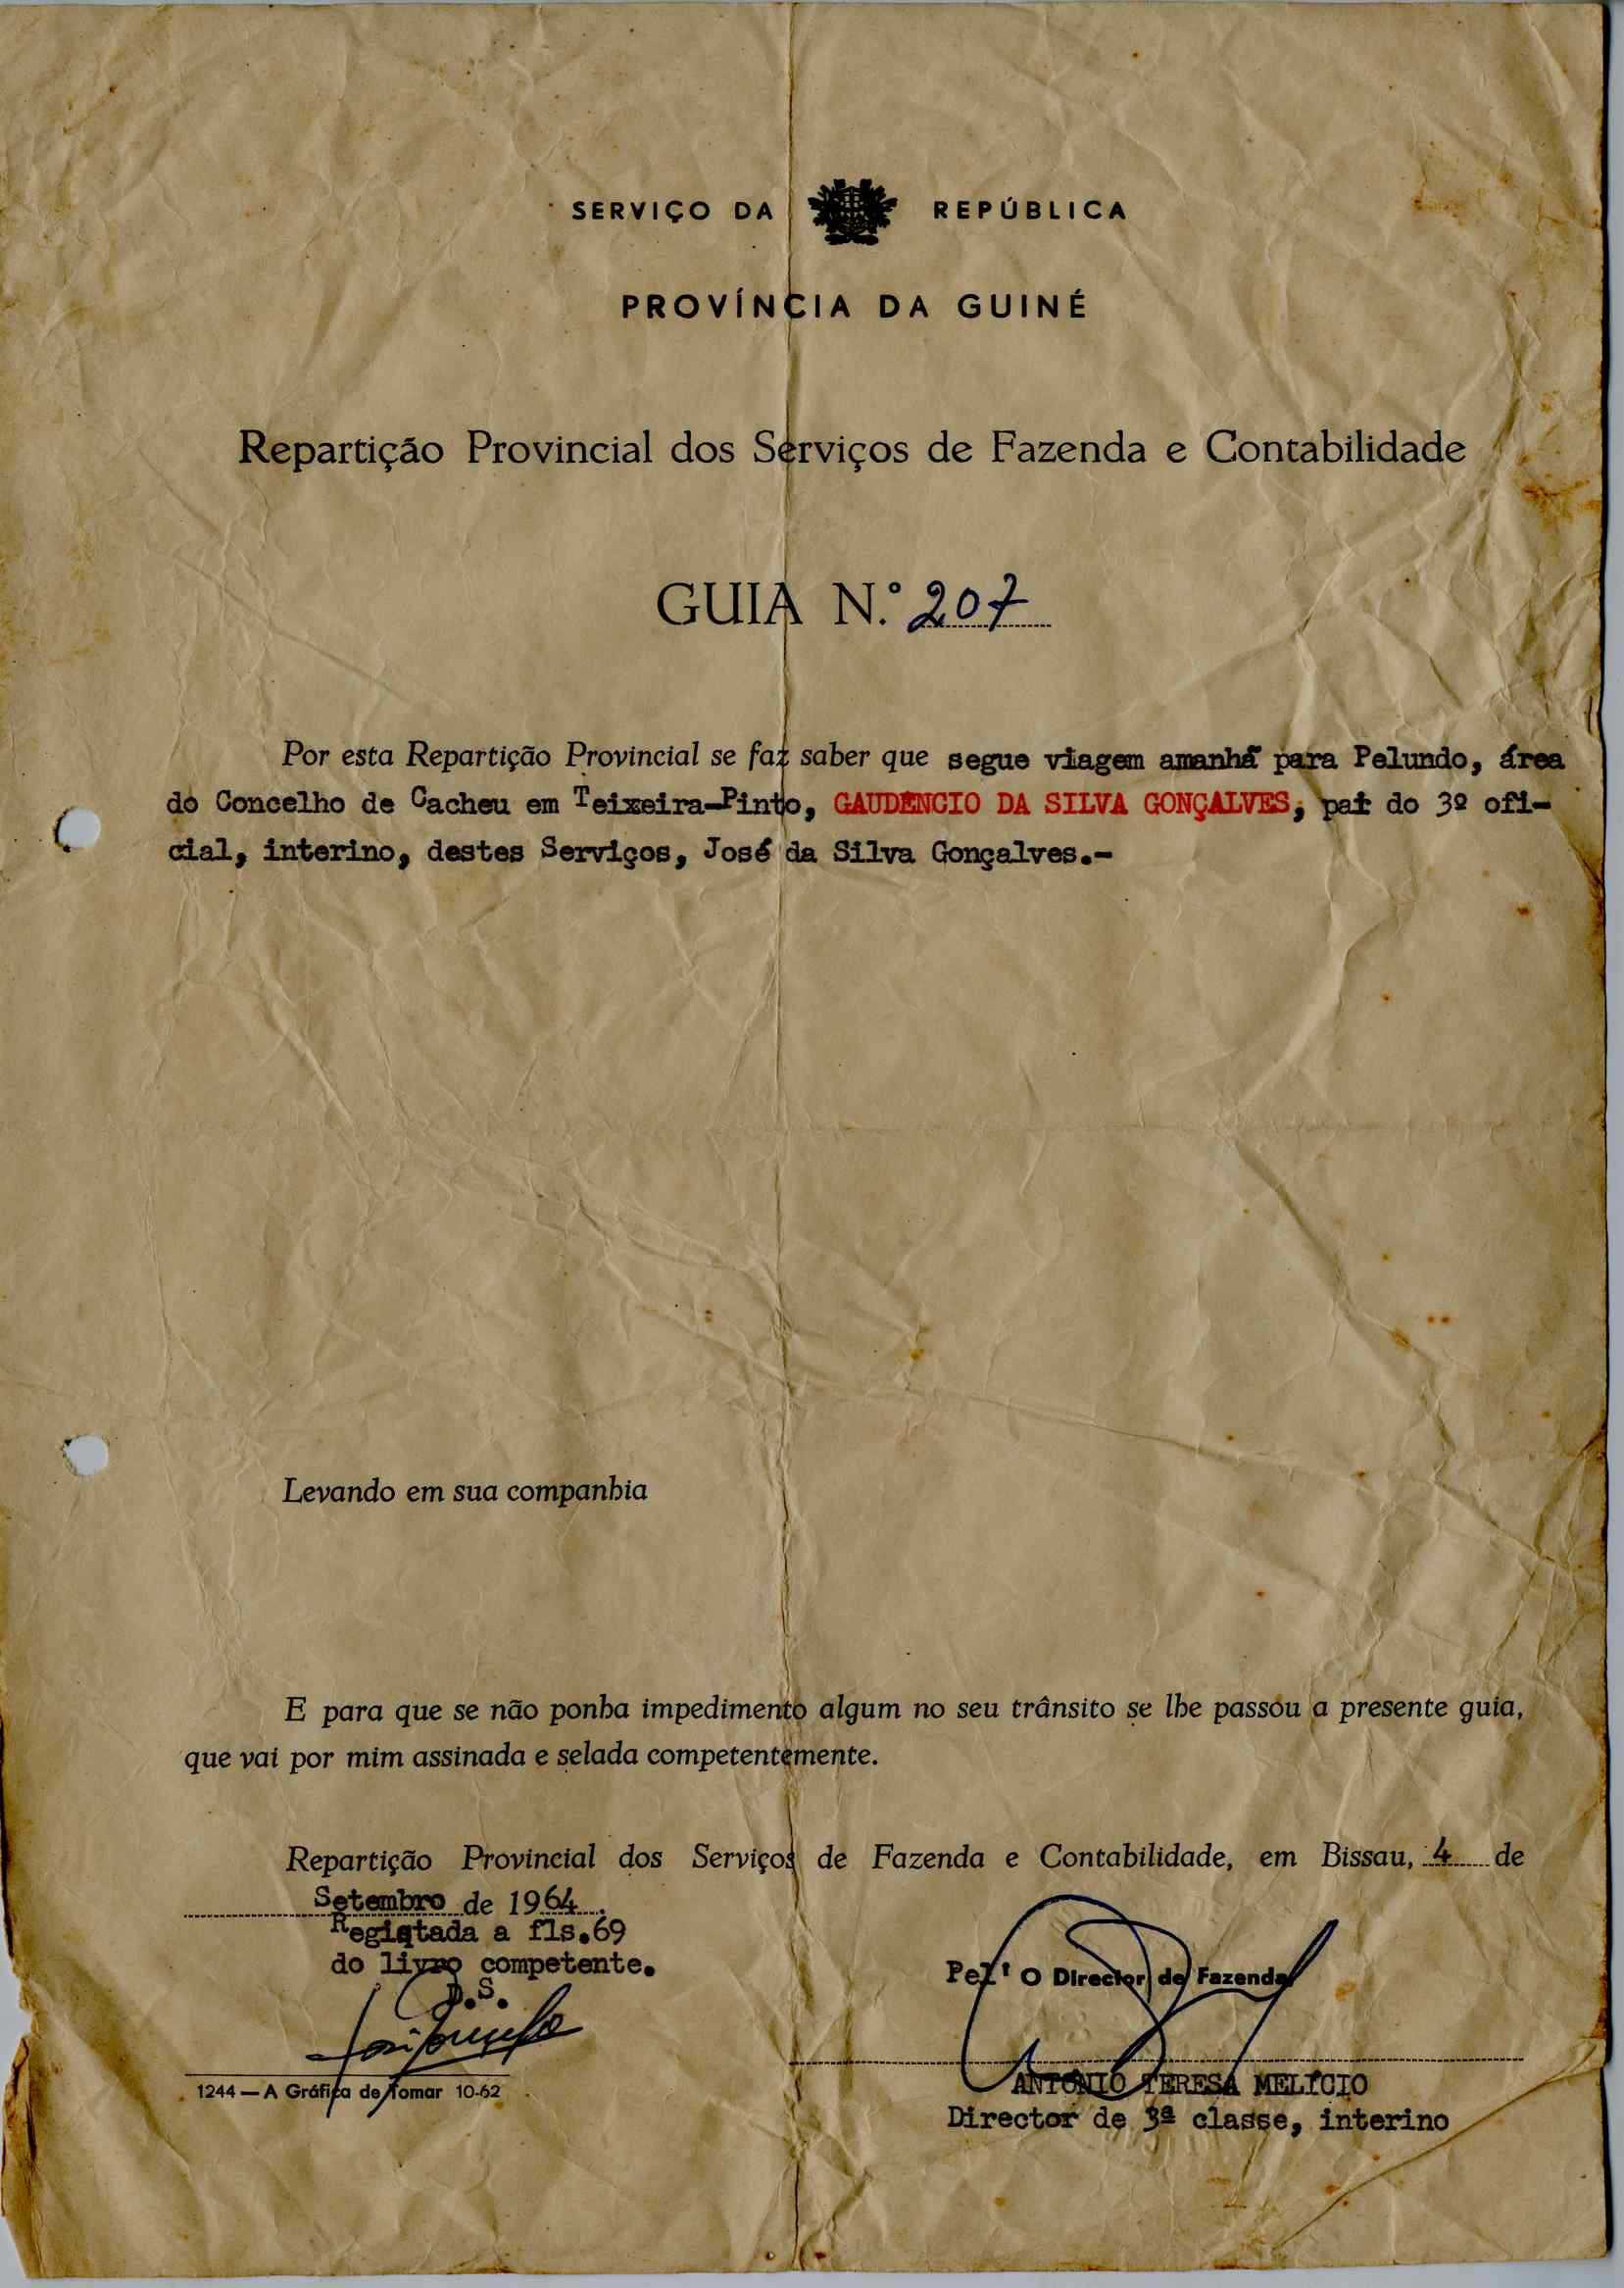 SERVIÇO DA REPÚBLICA
PROVÍNCIA DA GUINÉ
Repartição Provincial dos Serviços de Fazenda e Contabilidade
GUIA N.º 207
Por esta Repartição Provincial se faz saber que segue viagem amanhã para Pelundo, área
do Concelho de Cacheu em Teixeira-Pinto, GAUDÊNCIO DA SILVA GONÇALVES, pai do 3º ofi-
cial, interino, destes Serviços, José da Silva Gonçalves.-
Levando em sua companhia
E para que se não ponha impedimento algum no seu trânsito se lhe passou a presente guia,
que vai por mim assinada e selada competentemente.
Repartição Provincial dos Serviços de Fazenda e Contabilidade, em Bissau, 4 de
Setembro de 1964.
Registada a fls.69
do livro competente.
D.S.
Pel' O Director de Fazenda
ANTÓNIO TERESA MELÍCIO
Director de 3ª classe, interino
1244 — A Gráfica de Tomar 10-62